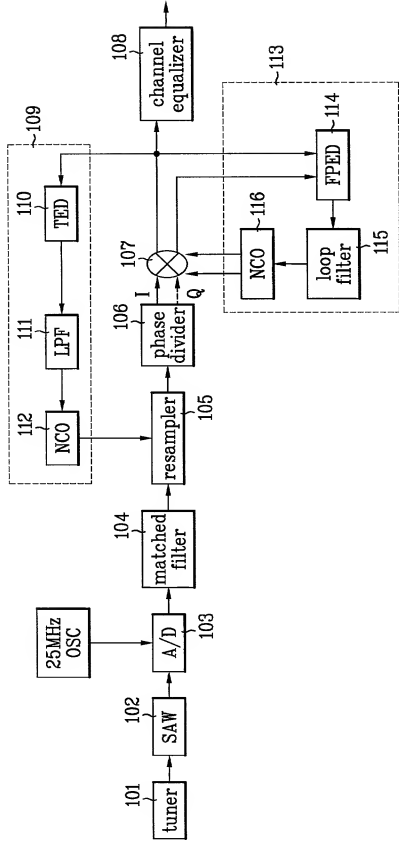 101
tuner
102
SAW
25MHz
OSC
A/D
103
104
matched
filter
resampler
105
106
phase
divider
I
Q
107
108
channel
equalizer
109
110
TED
111
LPF
112
NCO
113
114
FPED
loop
filter
115
116
NCO